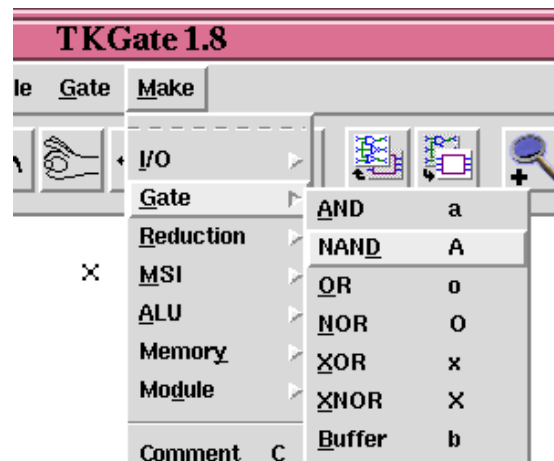 TKGate 1.8
le Gate Make
I/O
Gate
AND a
Reduction
NAND A
MSI
OR o
ALU
NOR O
Memory
XOR x
Module
XNOR X
Buffer b
Comment C